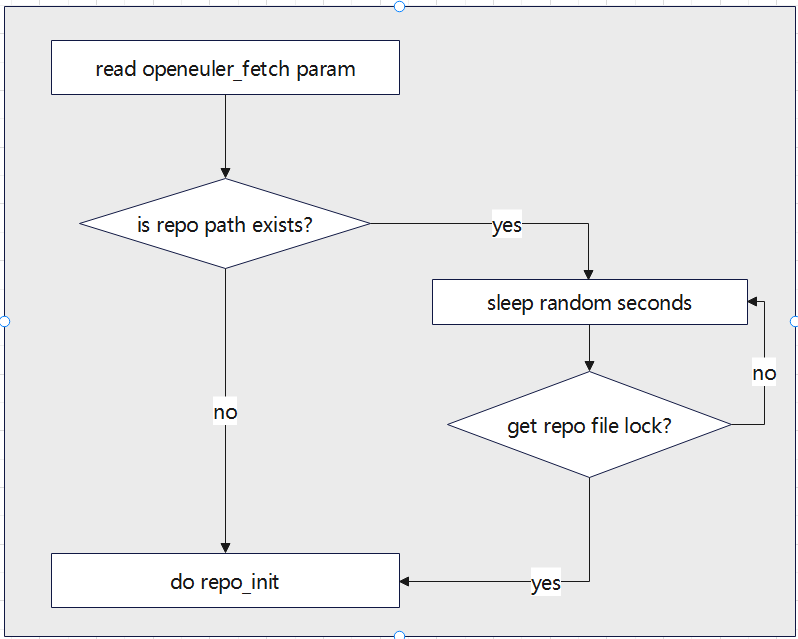 read openeuler_fetch param
is repo path exists?
yes
sleep random seconds
no
get repo file lock?
no
do repo_init
yes